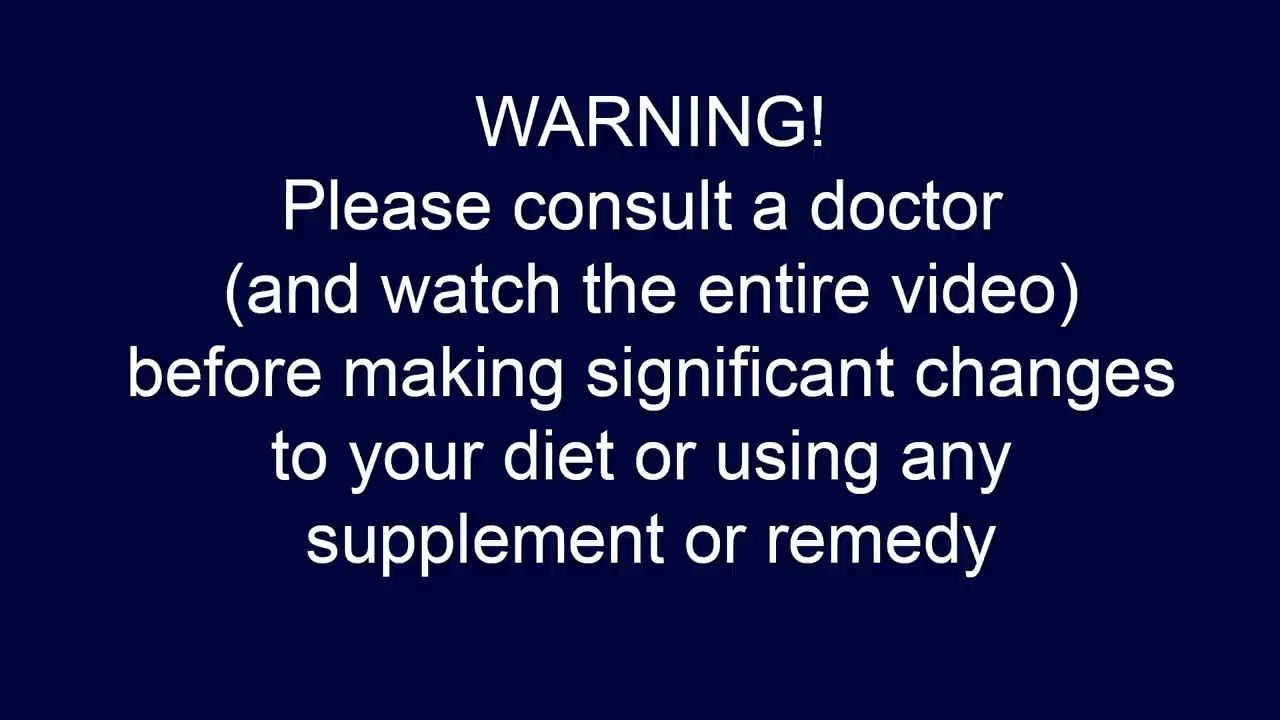 WARNING!
Please consult a doctor
(and watch the entire video)
before making significant changes
to your diet or using any
supplement or remedy